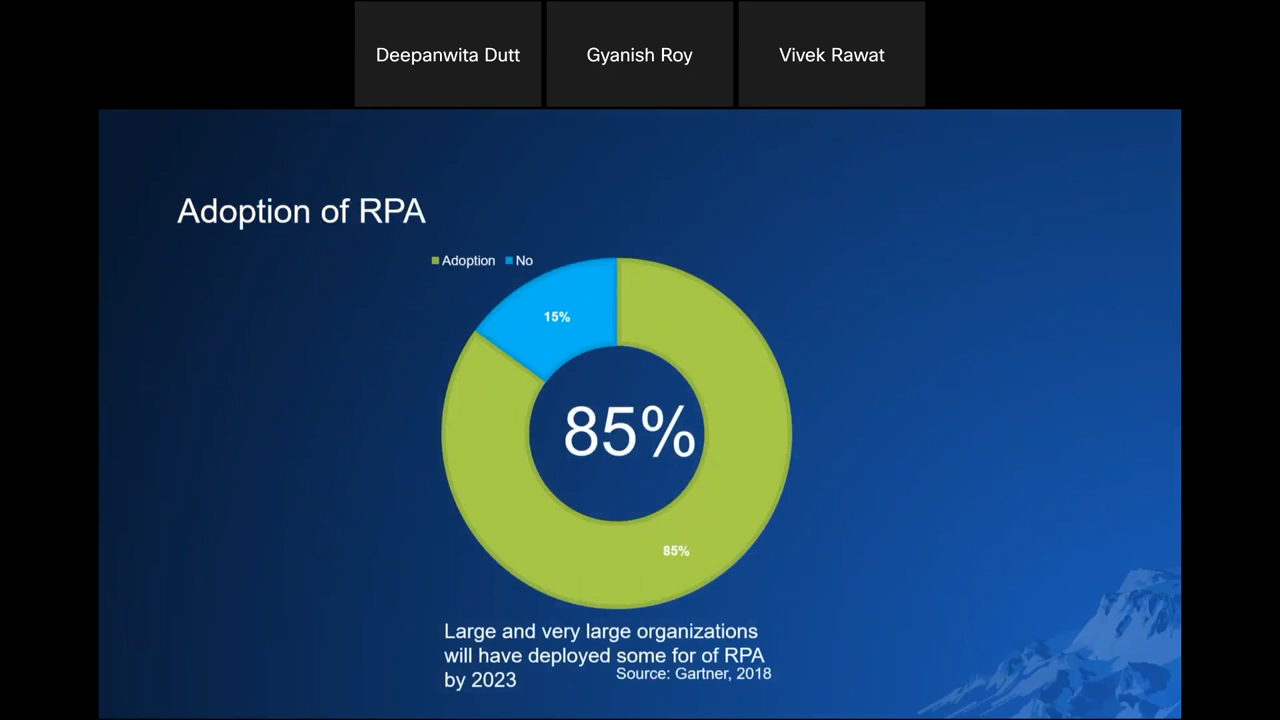 Deepanwita Dutt
Gyanish Roy
Vivek Rawat
Adoption of RPA
Adoption No
15%
85%
85%
Large and very large organizations
will have deployed some for of RPA
by 2023
Source: Gartner, 2018